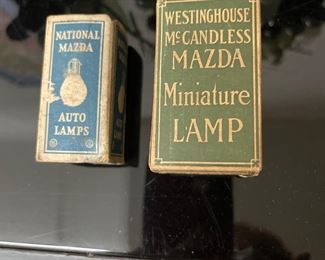 NATIONAL
MAZDA
AUTO
LAMPS
WESTINGHOUSE
McCANDLESS
MAZDA
Miniature
LAMP